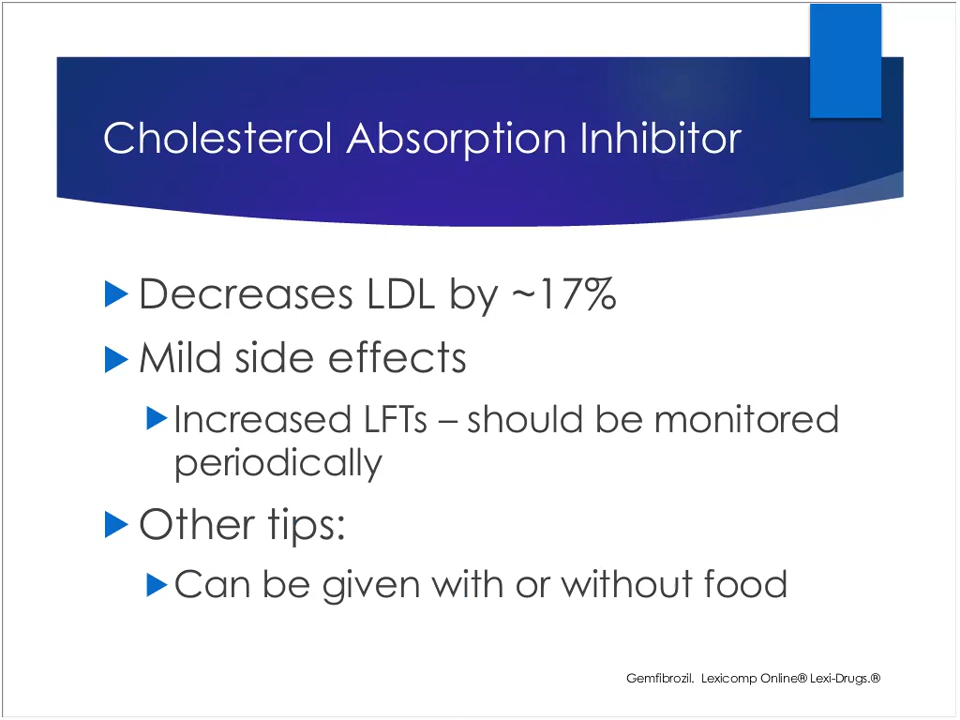 Cholesterol Absorption Inhibitor
Decreases LDL by ~17%
Mild side effects
Increased LFTs – should be monitored
periodically
Other tips:
Can be given with or without food
Gemfibrozil. Lexicomp Online® Lexi-Drugs.®